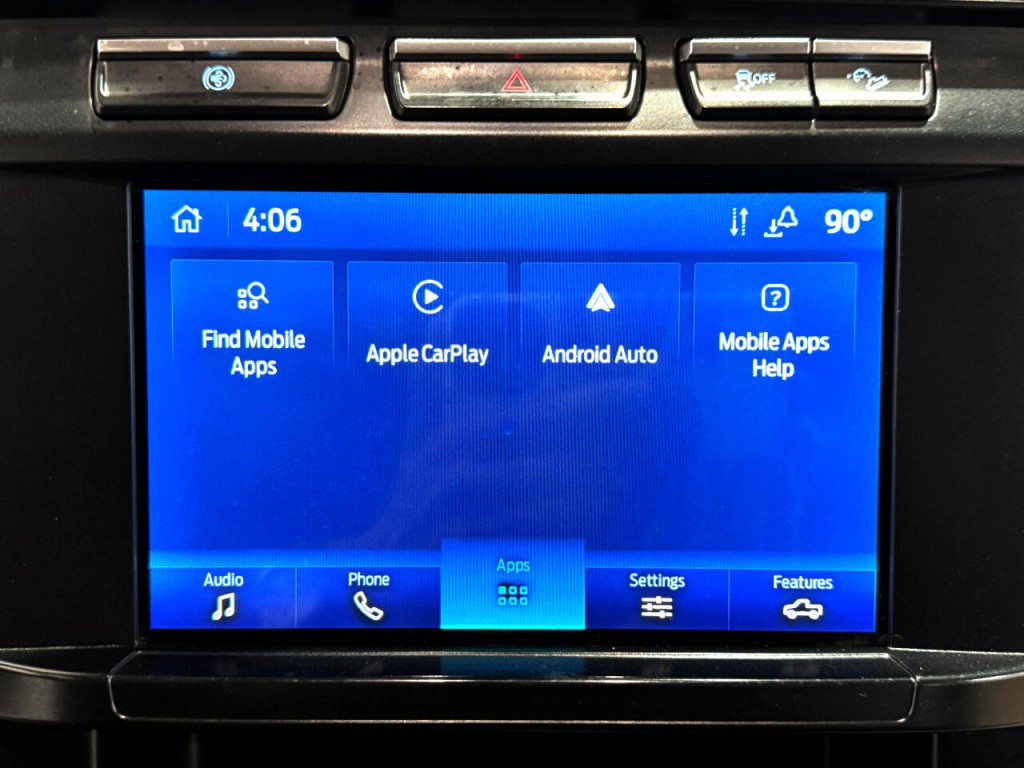 OFF
4:06
90°
Find Mobile
Apps
Apple CarPlay
Android Auto
Mobile Apps
Help
Audio
Phone
Apps
Settings
Features